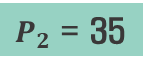 P₂ = 35